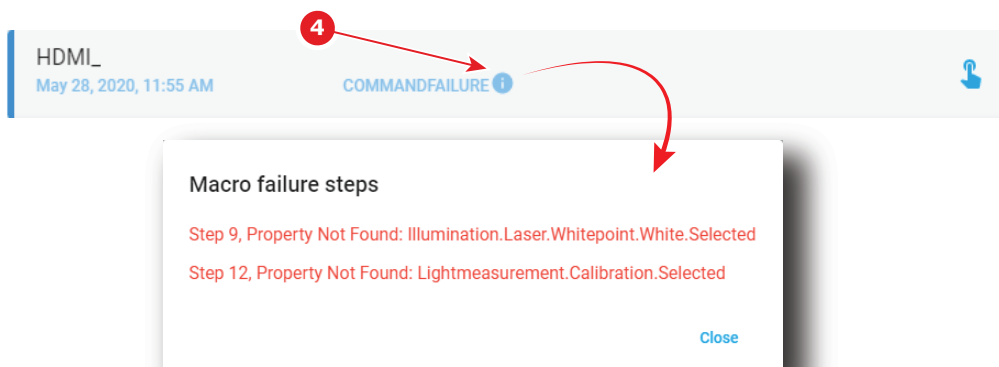 4
HDMI_
May 28, 2020, 11:55 AM COMMANDFAILURE i
Macro failure steps
Step 9, Property Not Found: Illumination.Laser.Whitepoint.White.Selected
Step 12, Property Not Found: Lightmeasurement.Calibration.Selected
Close